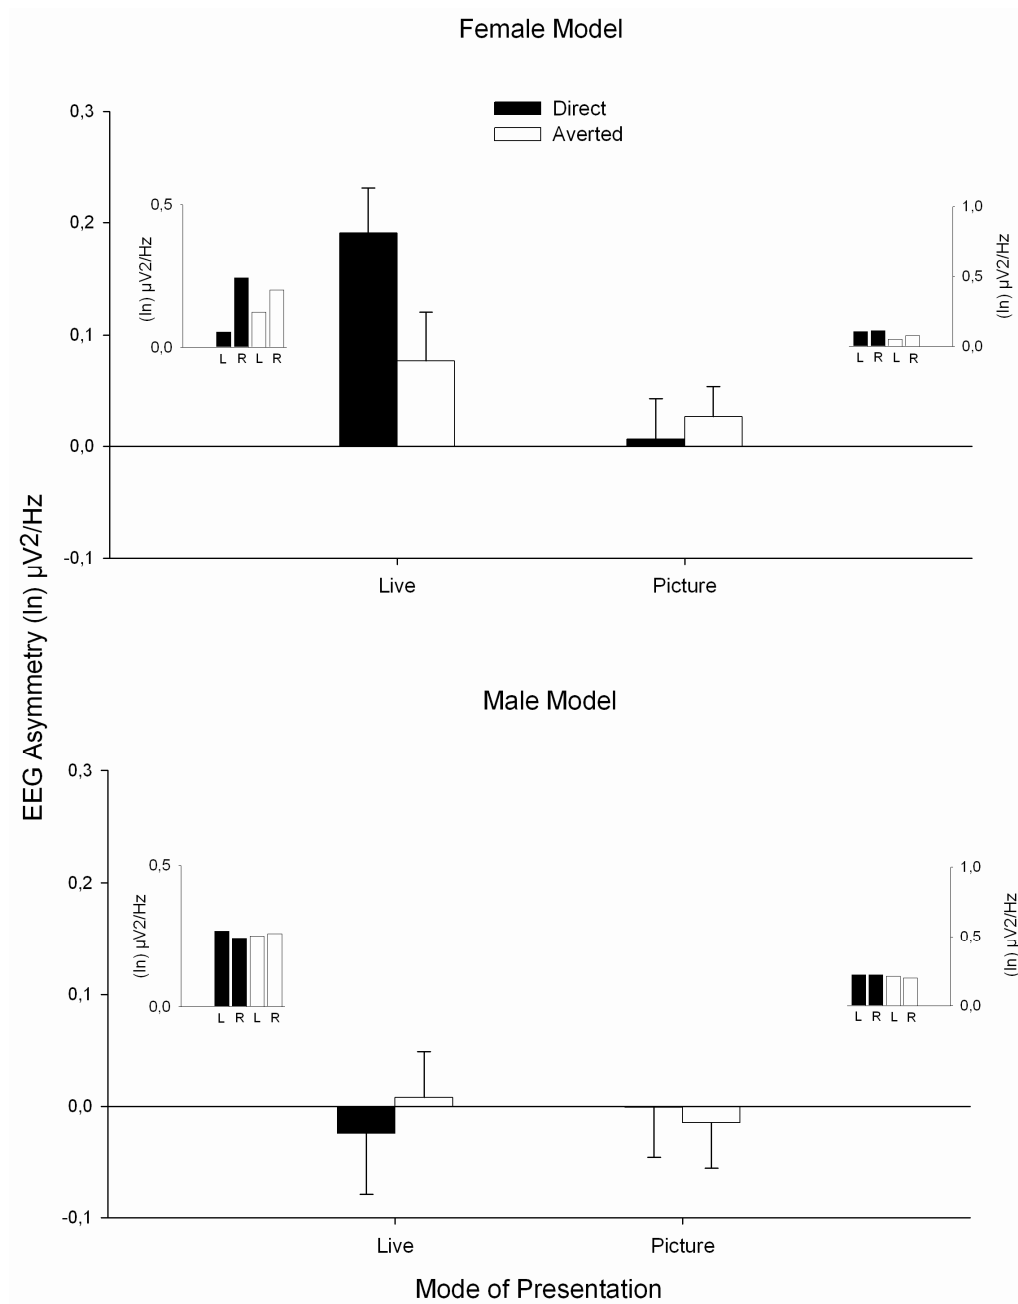 Female Model
Direct
Averted
0,3
0,2
0,1
0,0
-0,1
0,5
0,0
(ln) µV2/Hz
L R L R
1,0
0,5
0,0
(ln) µV2/Hz
L R L R
Live Picture
EEG Asymmetry (ln) µV2/Hz
Male Model
0,3
0,2
0,1
0,0
-0,1
0,5
0,0
(ln) µV2/Hz
L R L R
1,0
0,5
0,0
(ln) µV2/Hz
L R L R
Live Picture
Mode of Presentation